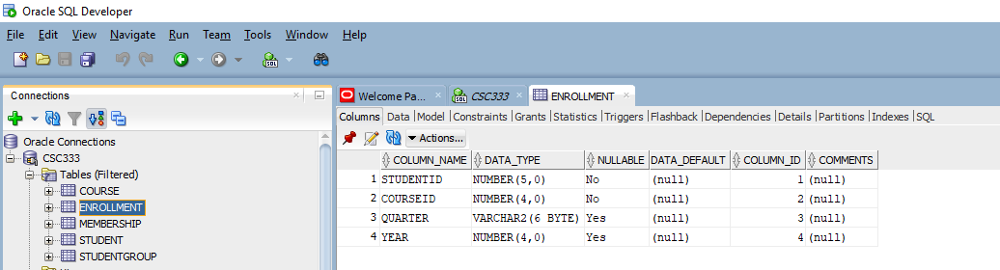 Oracle SQL Developer
File Edit View Navigate Run Team Tools Window Help
SQL
Connections
Welcome Pa...
SQL
CSC333
ENROLLMENT
Columns Data Model Constraints Grants Statistics Triggers Flashback Dependencies Details Partitions Indexes SQL
Actions...
Oracle Connections
CSC333
Tables (Filtered)
COURSE
ENROLLMENT
MEMBERSHIP
STUDENT
STUDENTGROUP
COLUMN_NAME DATA_TYPE NULLABLE DATA_DEFAULT COLUMN_ID COMMENTS
1 STUDENTID NUMBER(5,0) No (null) 1 (null)
2 COURSEID NUMBER(4,0) No (null) 2 (null)
3 QUARTER VARCHAR2(6 BYTE) Yes (null) 3 (null)
4 YEAR NUMBER(4,0) Yes (null) 4 (null)